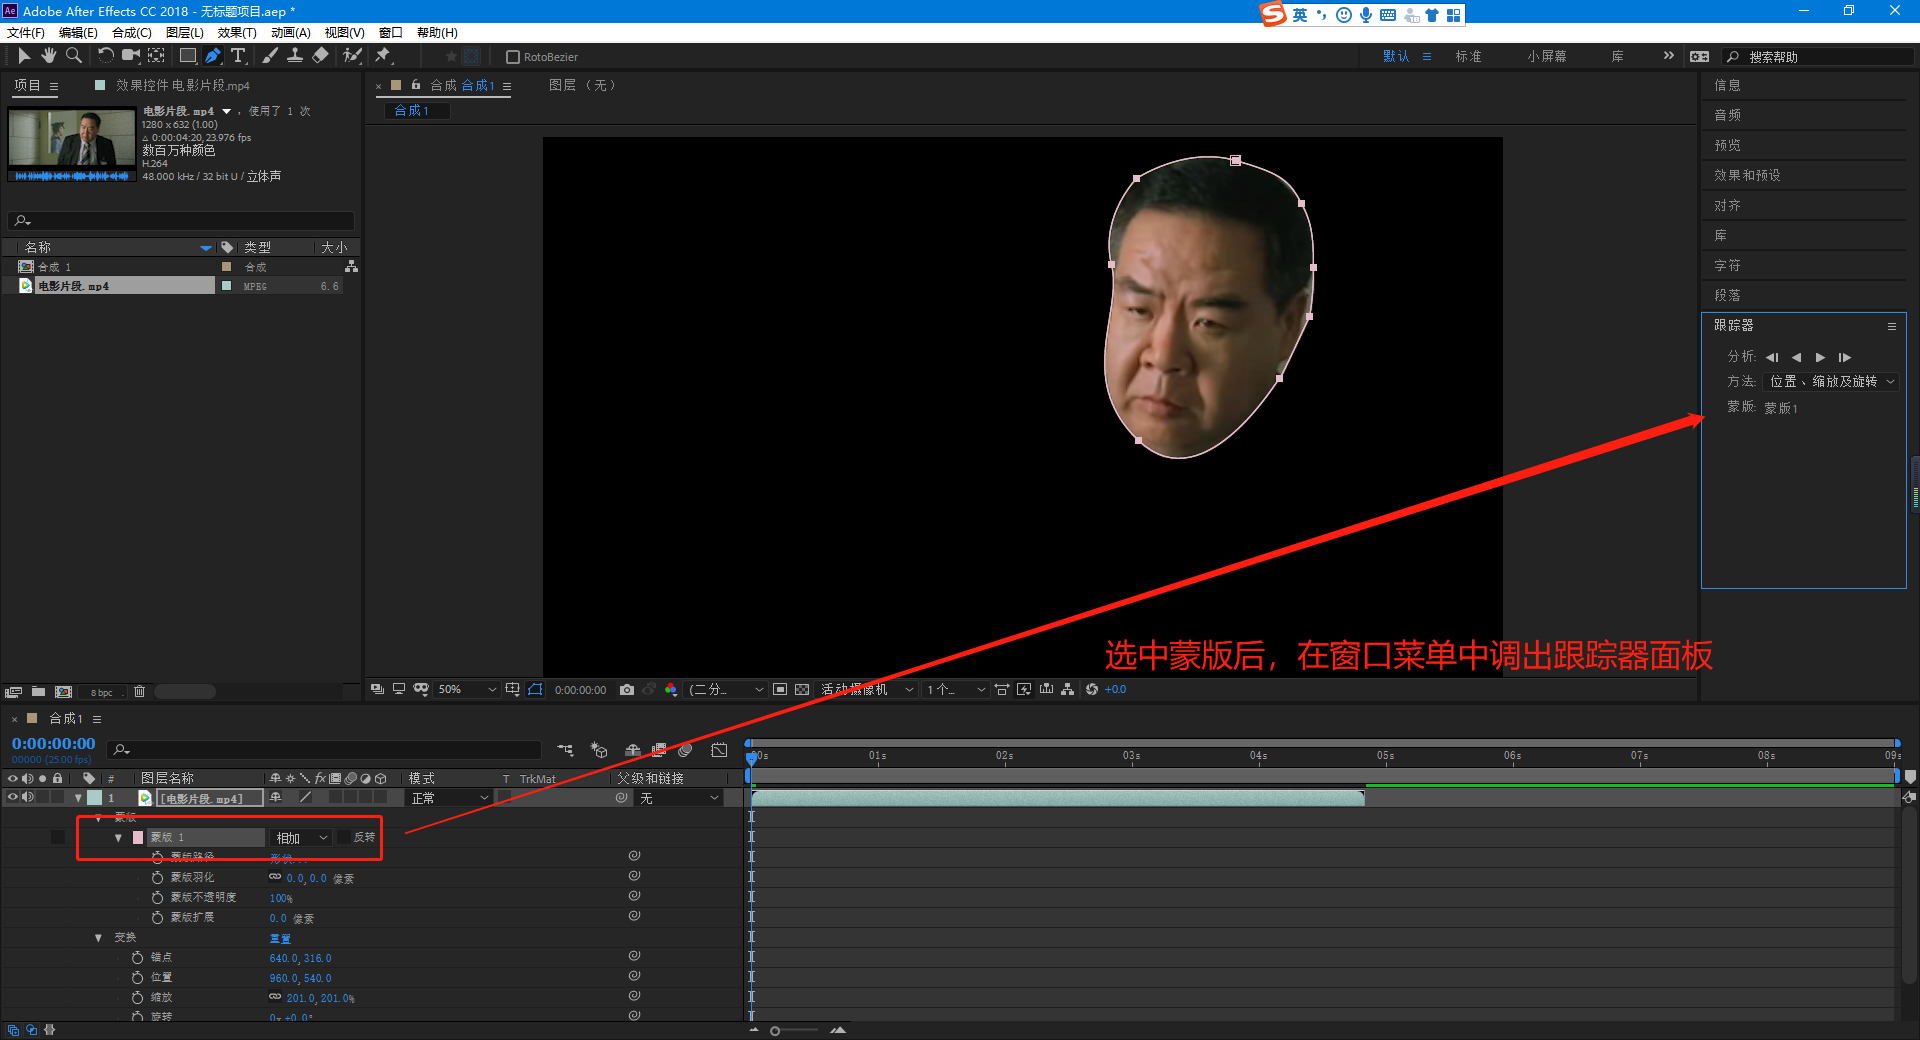 Adobe After Effects CC 2018 - 无标题项目.aep *
英
文件(F) 编辑(E) 合成(C) 图层(L) 效果(T) 动画(A) 视图(V) 窗口 帮助(H)
RotoBezier
默认 标准 小屏幕 库 搜索帮助
项目 效果控件 电影片段.mp4
合成 合成1 图层 (无)
合成1
电影片段.mp4 , 使用了 1 次
1280 x 632 (1.00)
△ 0:00:04:20, 23.976 fps
数百万种颜色
H.264
48.000 kHz / 32 bit U / 立体声
名称 类型 大小
合成 1 合成
电影片段.mp4 MPEG 6.6
信息
音频
预览
效果和预设
对齐
库
字符
段落
跟踪器
分析:
方法: 位置、缩放及旋转
蒙版: 蒙版1
选中蒙版后，在窗口菜单中调出跟踪器面板
8 bpc
50% 0:00:00:00 (二分... 活动摄像机 1个... +0.0
合成1
0:00:00:00
00000 (25.00 fps)
00s 01s 02s 03s 04s 05s 06s 07s 08s 09s
# 图层名称 fx 模式 T TrkMat 父级和链接
1 [电影片段.mp4] 正常 无
蒙版
蒙版 1 相加 反转
蒙版路径 形状...
蒙版羽化 0.0,0.0 像素
蒙版不透明度 100%
蒙版扩展 0.0 像素
变换 重置
锚点 640.0,316.0
位置 960.0,540.0
缩放 201.0,201.0%
旋转 0x+0.0°